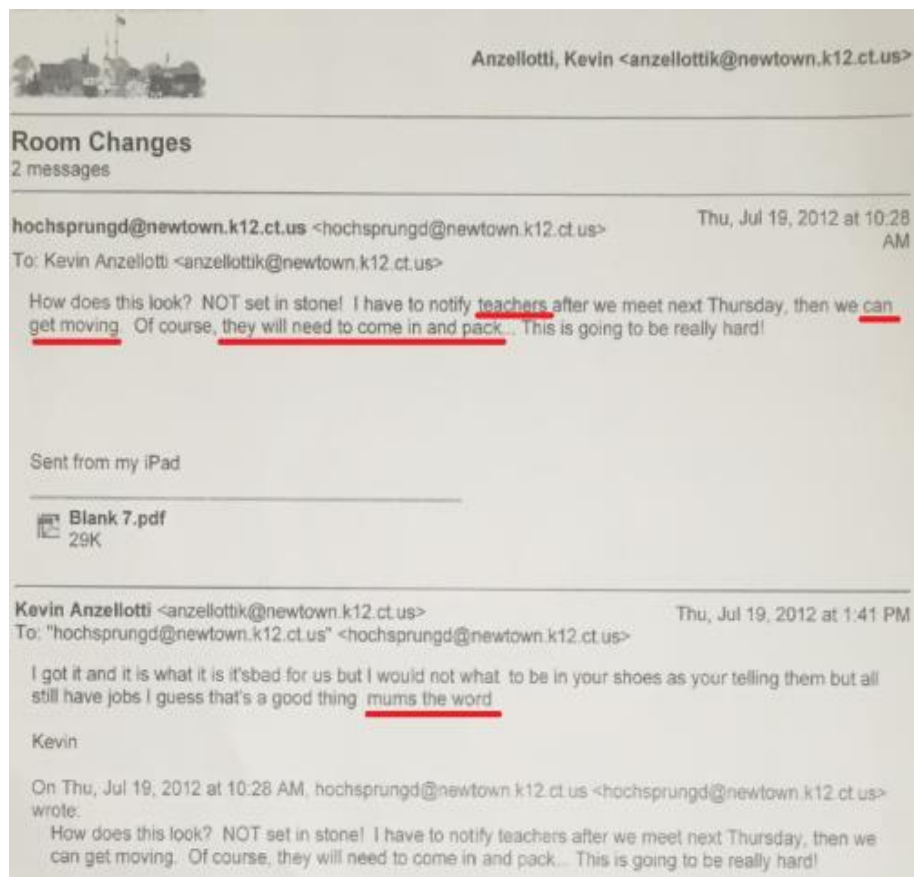 Anzellotti, Kevin <anzellottik@newtown.k12.ct.us>
Room Changes
2 messages
hochsprungd@newtown.k12.ct.us <hochsprungd@newtown.k12.ct.us>
Thu, Jul 19, 2012 at 10:28
AM
To: Kevin Anzellotti <anzellottik@newtown.k12.ct.us>
How does this look? NOT set in stone! I have to notify teachers after we meet next Thursday, then we can
get moving. Of course, they will need to come in and pack... This is going to be really hard!
Sent from my iPad
Blank 7.pdf
29K
Kevin Anzellotti <anzellottik@newtown.k12.ct.us>
Thu, Jul 19, 2012 at 1:41 PM
To: "hochsprungd@newtown.k12.ct.us" <hochsprungd@newtown.k12.ct.us>
I got it and it is what it is it'sbad for us but I would not what to be in your shoes as your telling them but all
still have jobs I guess that's a good thing mums the word
Kevin
On Thu, Jul 19, 2012 at 10:28 AM, hochsprungd@newtown.k12.ct.us <hochsprungd@newtown.k12.ct.us>
wrote:
How does this look? NOT set in stone! I have to notify teachers after we meet next Thursday, then we
can get moving. Of course, they will need to come in and pack... This is going to be really hard!